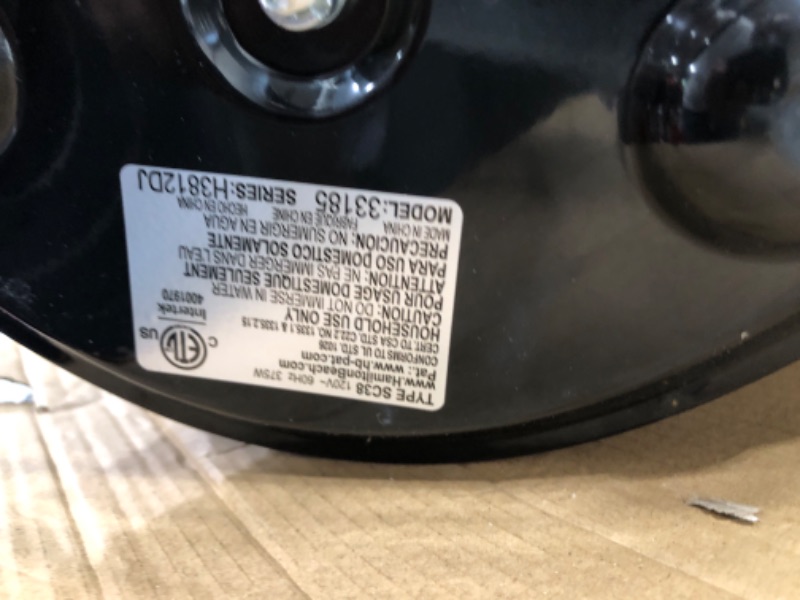 TYPE SC38 120V~ 60Hz 375W
www.HamiltonBeach.com
Pat.: www.hb-pat.com
CONFORMS TO UL STD. 1026
CERT. TO CSA STD. C22.2 NO. 1335.1 & 1335.2.15
HOUSEHOLD USE ONLY
CAUTION: DO NOT IMMERSE IN WATER
POUR USAGE DOMESTIQUE SEULEMENT
ATTENTION: NE PAS IMMERGER DANS L'EAU
PARA USO DOMESTICO SOLAMENTE
PRECAUCION: NO SUMERGIR EN AGUA
MADE IN CHINA FABRIQUE EN CHINE HECHO EN CHINA
MODEL: 33185 SERIES: H3812DJ
C ETL US
Intertek
4001970